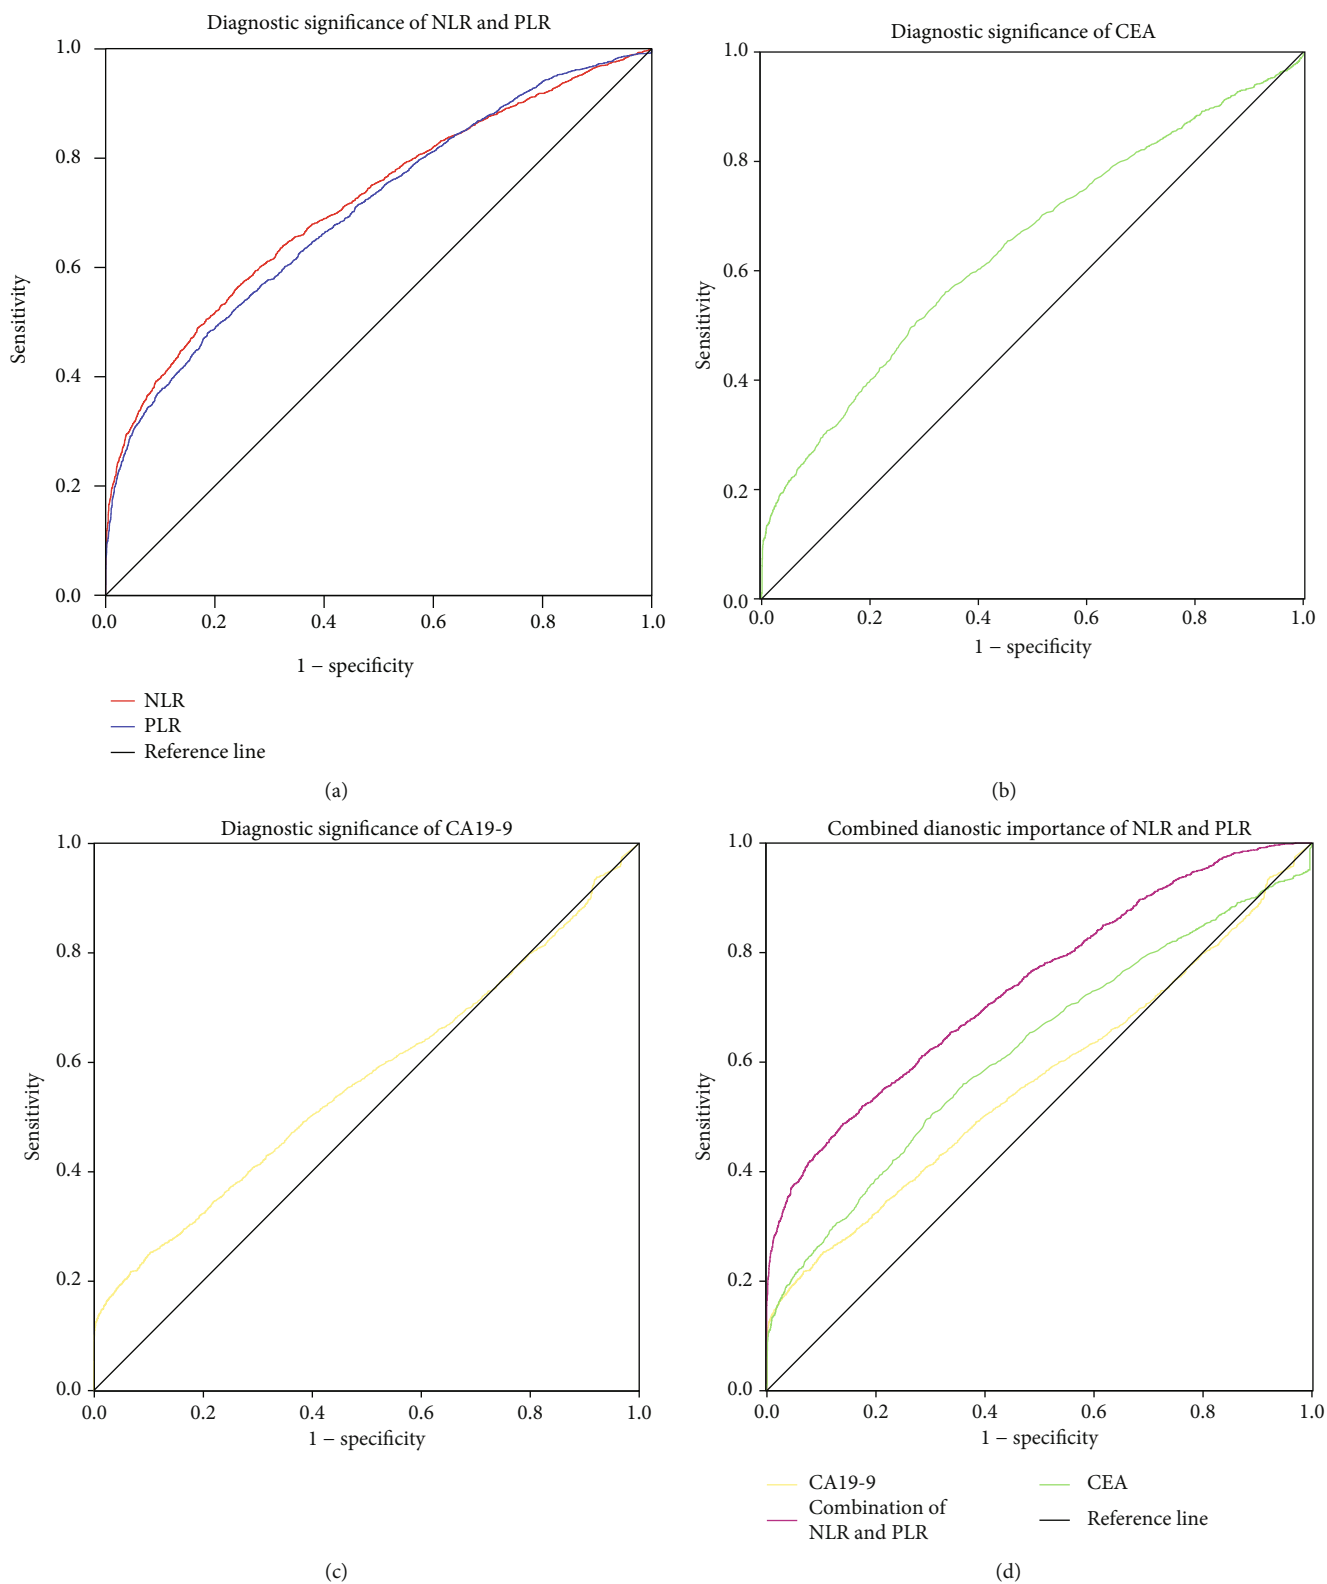 Diagnostic significance of NLR and PLR
1.0
0.8
0.6
0.4
0.2
0.0
Sensitivity
0.0 0.2 0.4 0.6 0.8 1.0
1 − specificity
NLR
PLR
Reference line
(a)
Diagnostic significance of CEA
1.0
0.8
0.6
0.4
0.2
0.0
Sensitivity
0.0 0.2 0.4 0.6 0.8 1.0
1 − specificity
(b)
Diagnostic significance of CA19-9
1.0
0.8
0.6
0.4
0.2
0.0
Sensitivity
0.0 0.2 0.4 0.6 0.8 1.0
1 − specificity
(c)
Combined dianostic importance of NLR and PLR
1.0
0.8
0.6
0.4
0.2
0.0
Sensitivity
0.0 0.2 0.4 0.6 0.8 1.0
1 − specificity
CA19-9
Combination of
NLR and PLR
CEA
Reference line
(d)